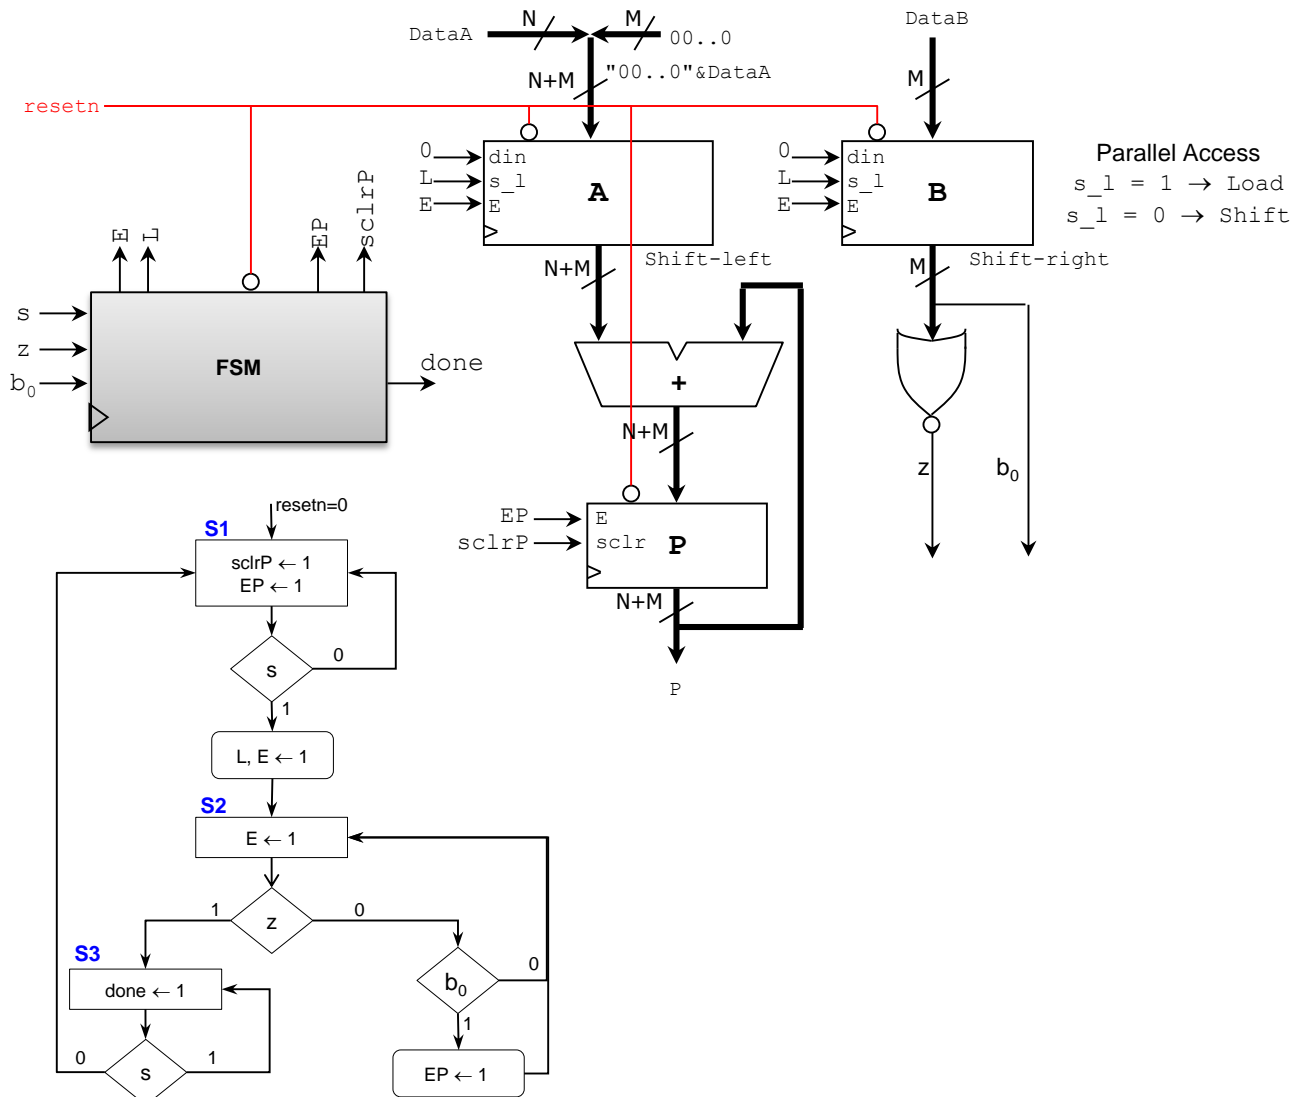 DataA
N
M
00..0
DataB
"00..0"&DataA
N+M
M
resetn
0
din
L
s_l
E
E
A
0
din
L
s_l
E
E
B
Parallel Access
s_l = 1 → Load
s_l = 0 → Shift
E
L
EP
sclrP
N+M
Shift-left
M
Shift-right
s
z
b0
FSM
done
+
N+M
z
b0
EP
E
sclrP
sclr
P
N+M
P
resetn=0
S1
sclrP ← 1
EP ← 1
s
0
1
L, E ← 1
S2
E ← 1
z
1
0
S3
done ← 1
b0
0
1
s
0
1
EP ← 1